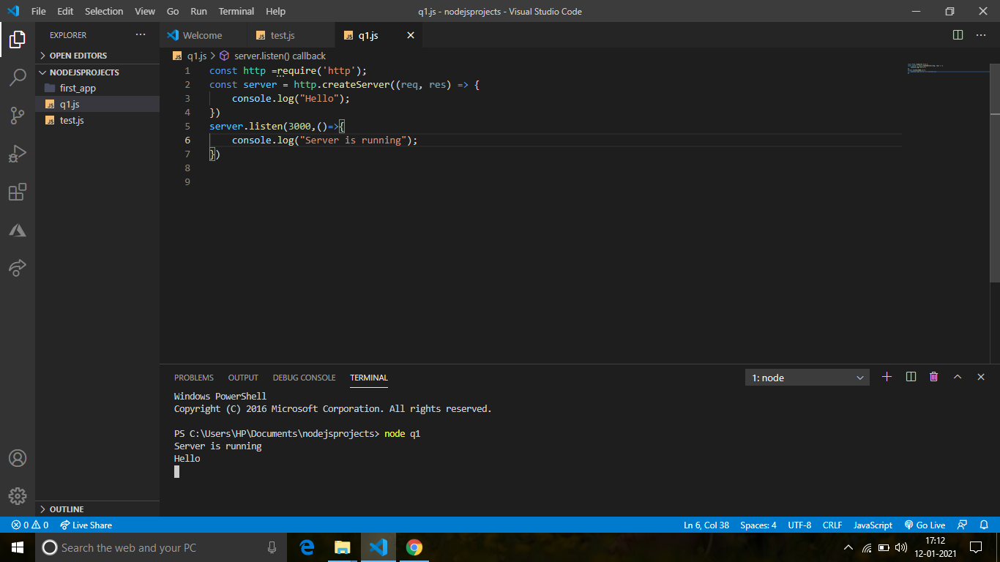 File Edit Selection View Go Run Terminal Help q1.js - nodejsprojects - Visual Studio Code
EXPLORER
OPEN EDITORS
NODEJSPROJECTS
first_app
JS q1.js
JS test.js
OUTLINE
Welcome JS test.js JS q1.js
JS q1.js server.listen() callback
1 const http =require('http');
2 const server = http.createServer((req, res) => {
3 console.log("Hello");
4 })
5 server.listen(3000,()=>{
6 console.log("Server is running");
7 })
8
9
PROBLEMS OUTPUT DEBUG CONSOLE TERMINAL 1: node
Windows PowerShell
Copyright (C) 2016 Microsoft Corporation. All rights reserved.
PS C:\Users\HP\Documents\nodejsprojects> node q1
Server is running
Hello
0 0 Live Share Ln 6, Col 38 Spaces: 4 UTF-8 CRLF JavaScript Go Live
Search the web and your PC
17:12
12-01-2021